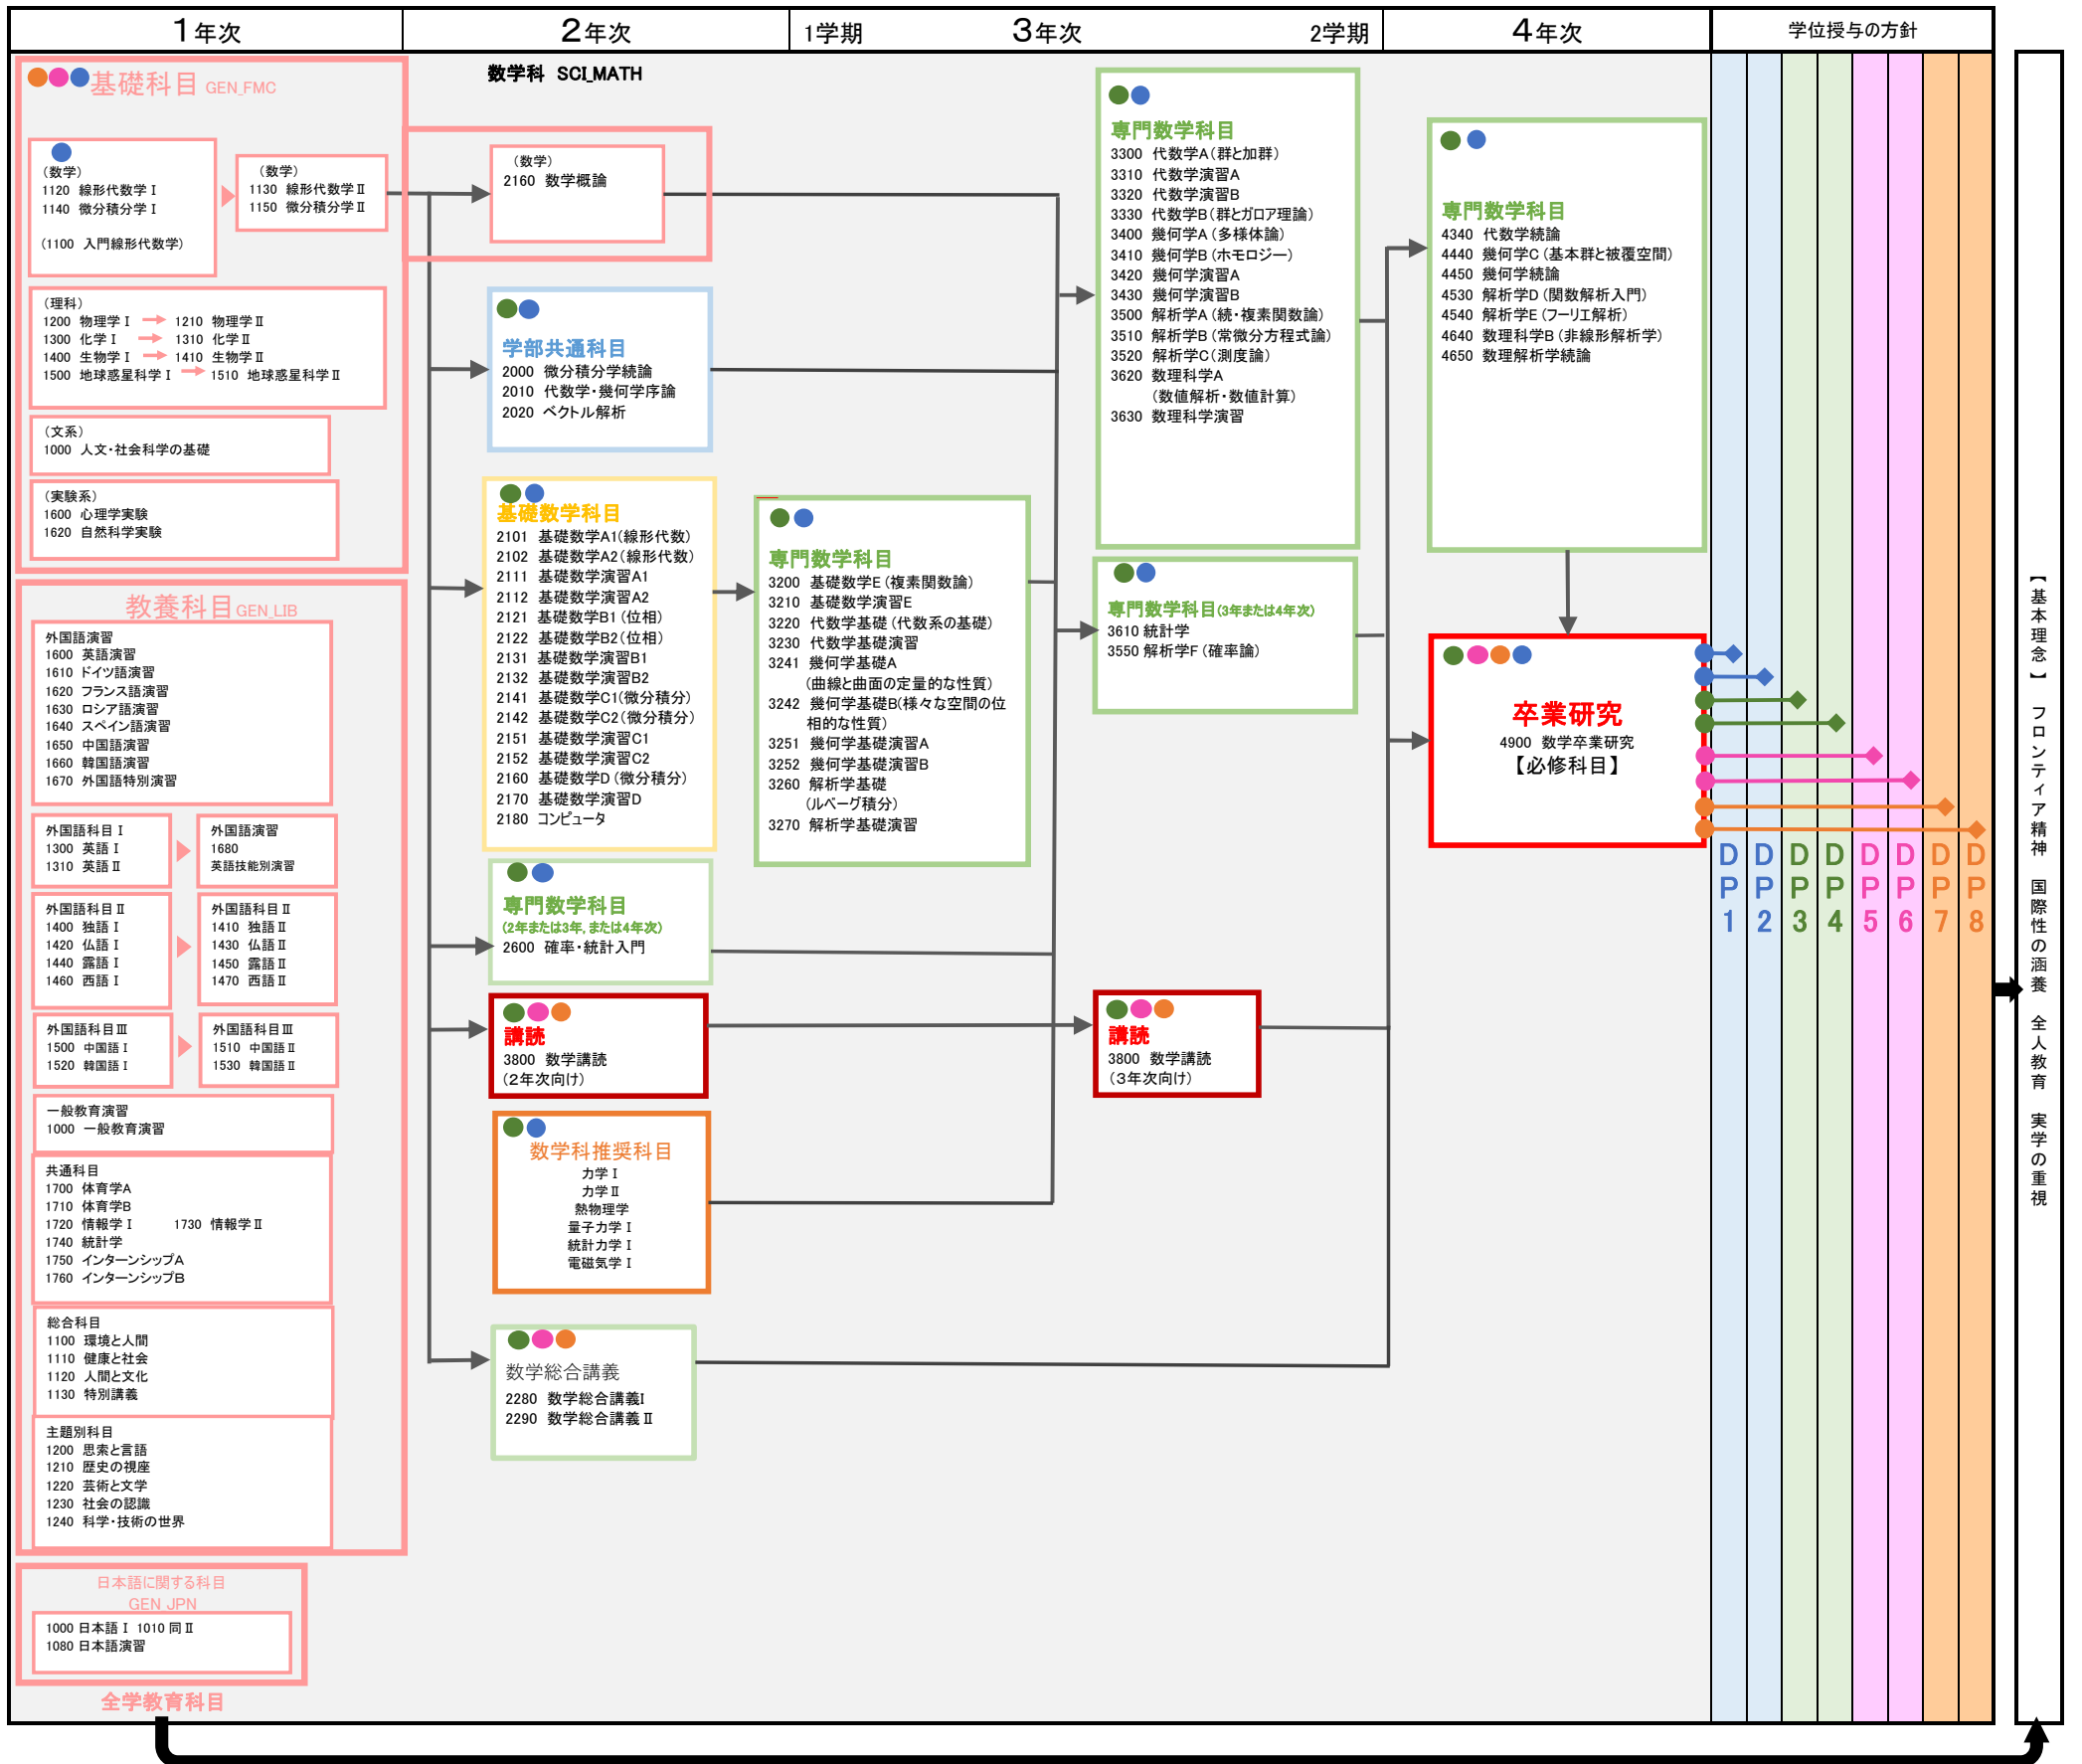 1年次
2年次
1学期 3年次 2学期
4年次
学位授与の方針
基礎科目 GEN_FMC
(数学)
1120 線形代数学Ⅰ
1140 微分積分学Ⅰ
(1100 入門線形代数学)
(数学)
1130 線形代数学Ⅱ
1150 微分積分学Ⅱ
(理科)
1200 物理学Ⅰ 1210 物理学Ⅱ
1300 化学Ⅰ 1310 化学Ⅱ
1400 生物学Ⅰ 1410 生物学Ⅱ
1500 地球惑星科学Ⅰ 1510 地球惑星科学Ⅱ
(文系)
1000 人文・社会科学の基礎
(実験系)
1600 心理学実験
1620 自然科学実験
教養科目GEN_LIB
外国語演習
1600 英語演習
1610 ドイツ語演習
1620 フランス語演習
1630 ロシア語演習
1640 スペイン語演習
1650 中国語演習
1660 韓国語演習
1670 外国語特別演習
外国語科目Ⅰ
1300 英語Ⅰ
1310 英語Ⅱ
外国語演習
1680
英語技能別演習
外国語科目Ⅱ
1400 独語Ⅰ
1420 仏語Ⅰ
1440 露語Ⅰ
1460 西語Ⅰ
外国語科目Ⅱ
1410 独語Ⅱ
1430 仏語Ⅱ
1450 露語Ⅱ
1470 西語Ⅱ
外国語科目Ⅲ
1500 中国語Ⅰ
1520 韓国語Ⅰ
外国語科目Ⅲ
1510 中国語Ⅱ
1530 韓国語Ⅱ
一般教育演習
1000 一般教育演習
共通科目
1700 体育学A
1710 体育学B
1720 情報学Ⅰ 1730 情報学Ⅱ
1740 統計学
1750 インターンシップA
1760 インターンシップB
総合科目
1100 環境と人間
1110 健康と社会
1120 人間と文化
1130 特別講義
主題別科目
1200 思索と言語
1210 歴史の視座
1220 芸術と文学
1230 社会の認識
1240 科学・技術の世界
日本語に関する科目
GEN_JPN
1000 日本語Ⅰ 1010 同Ⅱ
1080 日本語演習
全学教育科目
数学科 SCI_MATH
(数学)
2160 数学概論
学部共通科目
2000 微分積分学続論
2010 代数学・幾何学序論
2020 ベクトル解析
基礎数学科目
2101 基礎数学A1(線形代数)
2102 基礎数学A2(線形代数)
2111 基礎数学演習A1
2112 基礎数学演習A2
2121 基礎数学B1(位相)
2122 基礎数学B2(位相)
2131 基礎数学演習B1
2132 基礎数学演習B2
2141 基礎数学C1(微分積分)
2142 基礎数学C2(微分積分)
2151 基礎数学演習C1
2152 基礎数学演習C2
2160 基礎数学D(微分積分)
2170 基礎数学演習D
2180 コンピュータ
専門数学科目
(2年または3年,または4年次)
2600 確率・統計入門
講読
3800 数学講読
(2年次向け)
数学科推奨科目
力学Ⅰ
力学Ⅱ
熱物理学
量子力学Ⅰ
統計力学Ⅰ
電磁気学Ⅰ
数学総合講義
2280 数学総合講義Ⅰ
2290 数学総合講義Ⅱ
専門数学科目
3200 基礎数学E(複素関数論)
3210 基礎数学演習E
3220 代数学基礎(代数系の基礎)
3230 代数学基礎演習
3241 幾何学基礎A
(曲線と曲面の定量的な性質)
3242 幾何学基礎B(様々な空間の位
相的な性質)
3251 幾何学基礎演習A
3252 幾何学基礎演習B
3260 解析学基礎
(ルベーグ積分)
3270 解析学基礎演習
専門数学科目
3300 代数学A(群と加群)
3310 代数学演習A
3320 代数学演習B
3330 代数学B(群とガロア理論)
3400 幾何学A(多様体論)
3410 幾何学B(ホモロジー)
3420 幾何学演習A
3430 幾何学演習B
3500 解析学A(続・複素関数論)
3510 解析学B(常微分方程式論)
3520 解析学C(測度論)
3620 数理科学A
(数値解析・数値計算)
3630 数理科学演習
専門数学科目(3年または4年次)
3610 統計学
3550 解析学F(確率論)
講読
3800 数学講読
(3年次向け)
専門数学科目
4340 代数学続論
4440 幾何学C(基本群と被覆空間)
4450 幾何学続論
4530 解析学D(関数解析入門)
4540 解析学E(フーリエ解析)
4640 数理科学B(非線形解析学)
4650 数理解析学続論
卒業研究
4900 数学卒業研究
【必修科目】
DP1
DP2
DP3
DP4
DP5
DP6
DP7
DP8
【基本理念】 フロンティア精神 国際性の涵養 全人教育 実学の重視